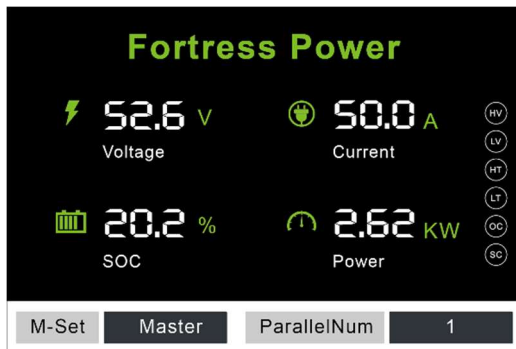 Fortress Power
52.6 V
Voltage
50.0 A
Current
HV
LV
HT
LT
OC
SC
20.2 %
SOC
2.62 KW
Power
M-Set Master ParallelNum 1